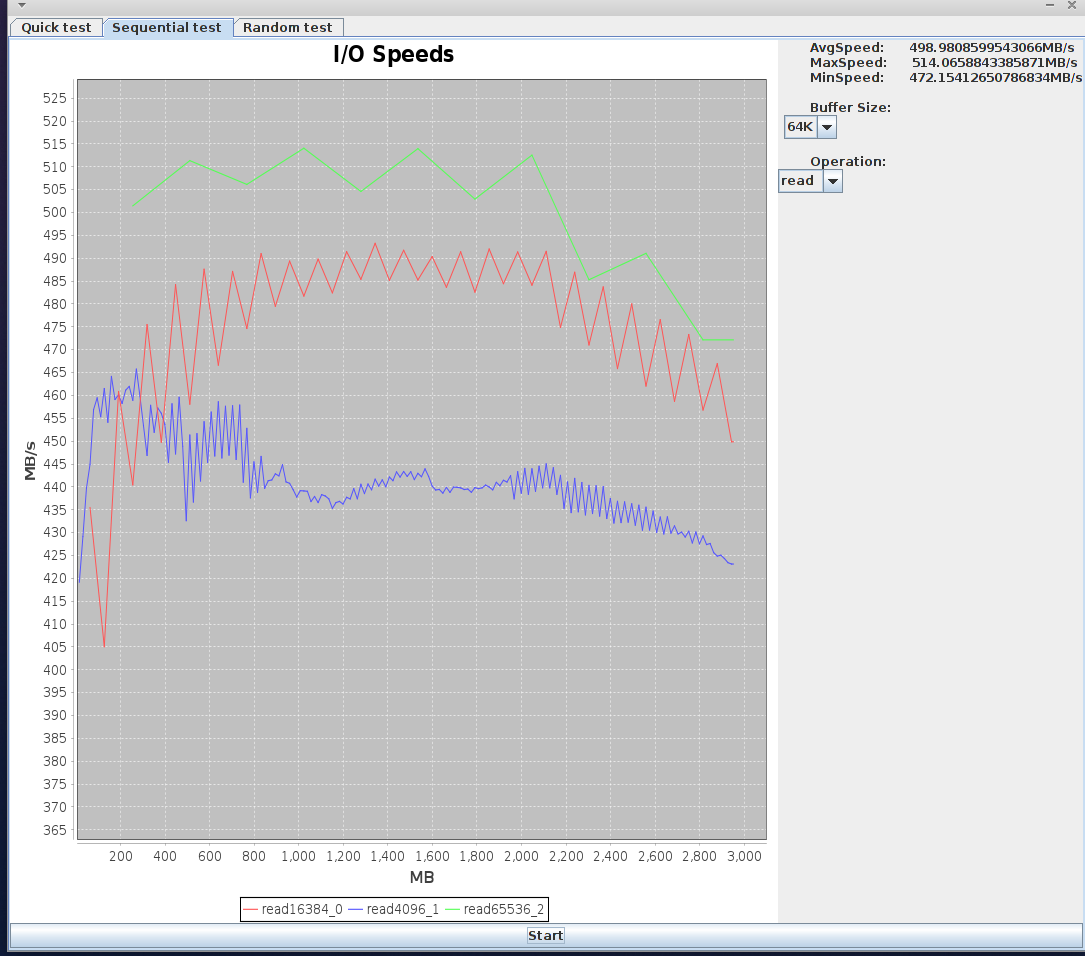 Quick test Sequential test Random test
I/O Speeds
AvgSpeed: 498.9808599543066MB/s
MaxSpeed: 514.0658843385871MB/s
MinSpeed: 472.15412650786834MB/s
Buffer Size:
64K
Operation:
read
525
520
515
510
505
500
495
490
485
480
475
470
465
460
455
450
445
440
435
430
425
420
415
410
405
400
395
390
385
380
375
370
365
MB/s
200 400 600 800 1,000 1,200 1,400 1,600 1,800 2,000 2,200 2,400 2,600 2,800 3,000
MB
read16384_0 read4096_1 read65536_2
Start